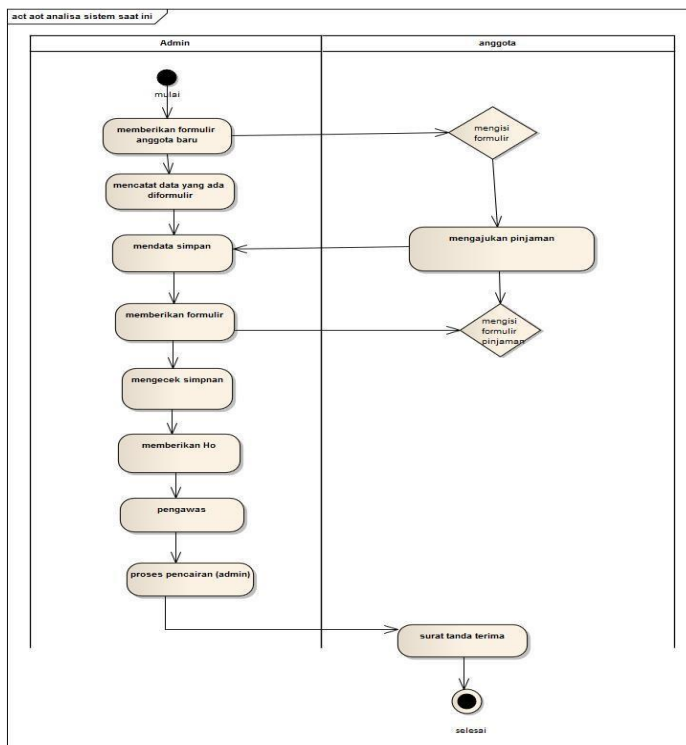 act aot analisa sistem saat ini
Admin
anggota
mulai
memberikan formulir
anggota baru
mengisi
formulir
mencatat data yang ada
diformulir
mendata simpan
mengajukan pinjaman
memberikan formulir
mengisi
formulir
pinjaman
mengecek simpnan
memberikan Ho
pengawas
proses pencairan (admin)
surat tanda terima
selesai